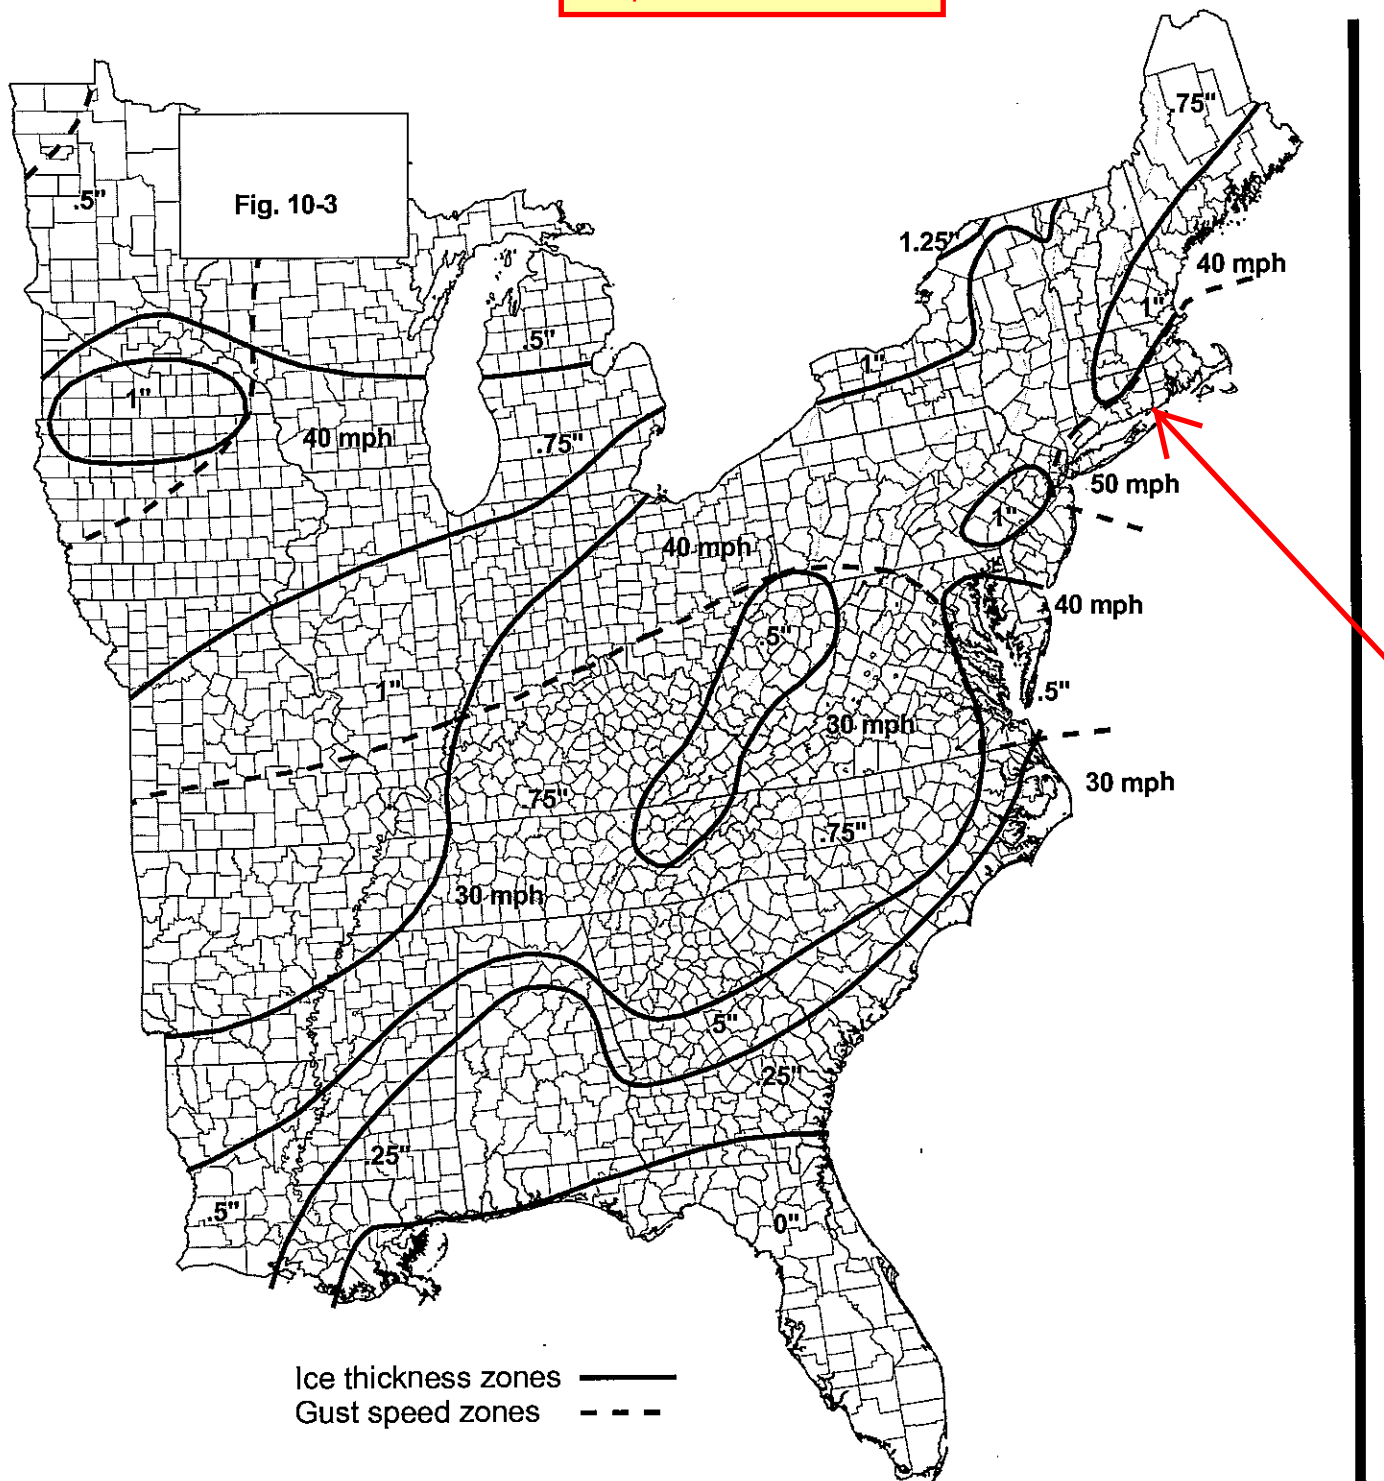 .75"
.5"
Fig. 10-3
1.25"
40 mph
1"
.5"
1"
1"
40 mph
.75"
50 mph
1"
40 mph
40 mph
.5"
1"
.5"
30 mph
30 mph
.75"
.75"
30 mph
.5"
.25"
.25"
.5"
0"
Ice thickness zones
Gust speed zones